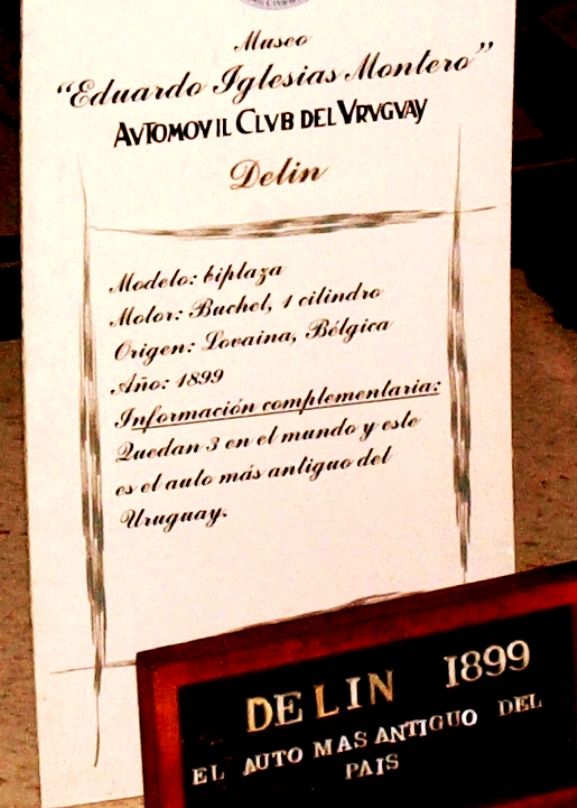 Museo
"Eduardo Iglesias Montero"
AVTOMOVIL CLVB DEL VRVGVAY
Delin
Modelo: biplaza
Motor: Buchel, 1 cilindro
Origen: Lovaina, Bélgica
Año: 1899
Información complementaria:
Quedan 3 en el mundo y este
es el auto más antiguo del
Uruguay.
DELIN 1899
EL AUTO MAS ANTIGUO DEL
PAIS